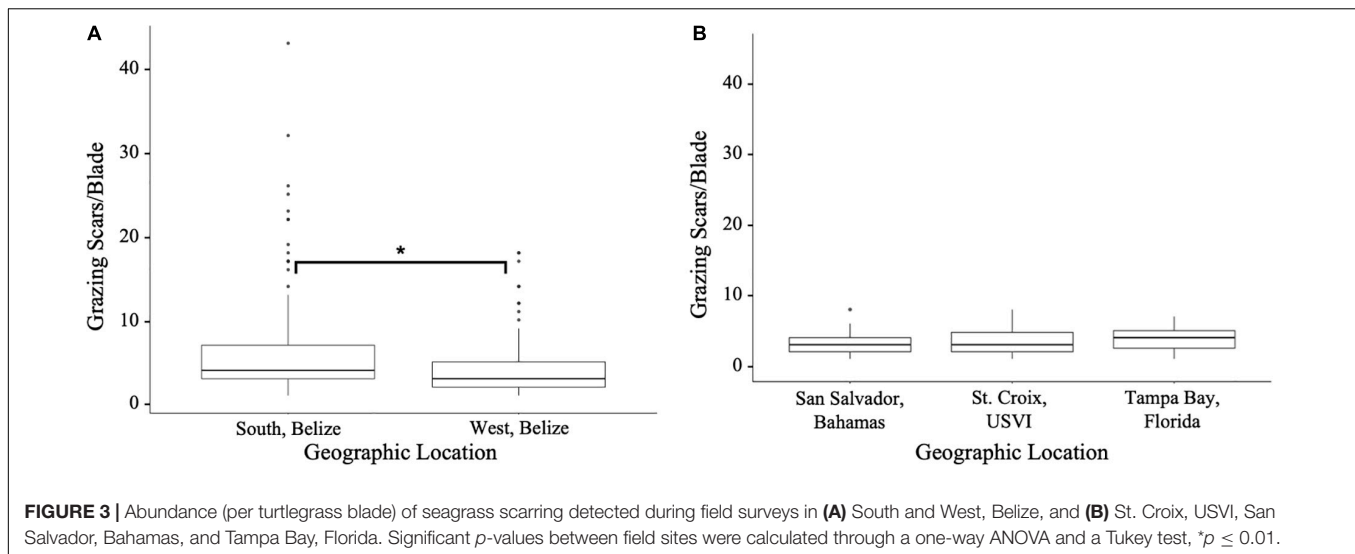 A
40
30
20
10
0
Grazing Scars/Blade
*
South, Belize
West, Belize
Geographic Location
B
40
30
20
10
0
Grazing Scars/Blade
San Salvador,
Bahamas
St. Croix,
USVI
Tampa Bay,
Florida
Geographic Location
FIGURE 3 | Abundance (per turtlegrass blade) of seagrass scarring detected during field surveys in (A) South and West, Belize, and (B) St. Croix, USVI, San
Salvador, Bahamas, and Tampa Bay, Florida. Significant p-values between field sites were calculated through a one-way ANOVA and a Tukey test, *p ≤ 0.01.